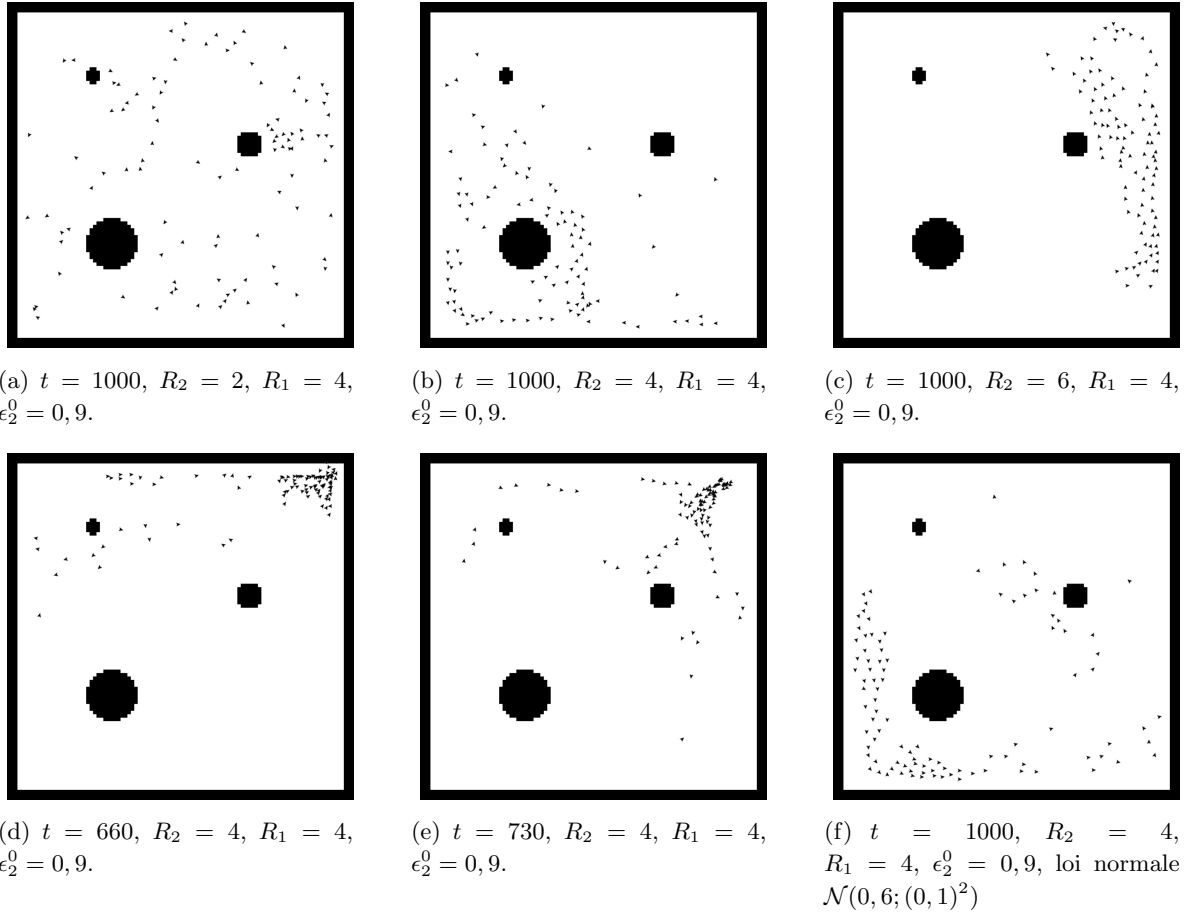 (a) t = 1000, R₂ = 2, R₁ = 4,
ϵ₂⁰ = 0, 9.
(b) t = 1000, R₂ = 4, R₁ = 4,
ϵ₂⁰ = 0, 9.
(c) t = 1000, R₂ = 6, R₁ = 4,
ϵ₂⁰ = 0, 9.
(d) t = 660, R₂ = 4, R₁ = 4,
ϵ₂⁰ = 0, 9.
(e) t = 730, R₂ = 4, R₁ = 4,
ϵ₂⁰ = 0, 9.
(f) t = 1000, R₂ = 4,
R₁ = 4, ϵ₂⁰ = 0, 9, loi normale
𝒩(0, 6; (0, 1)²)